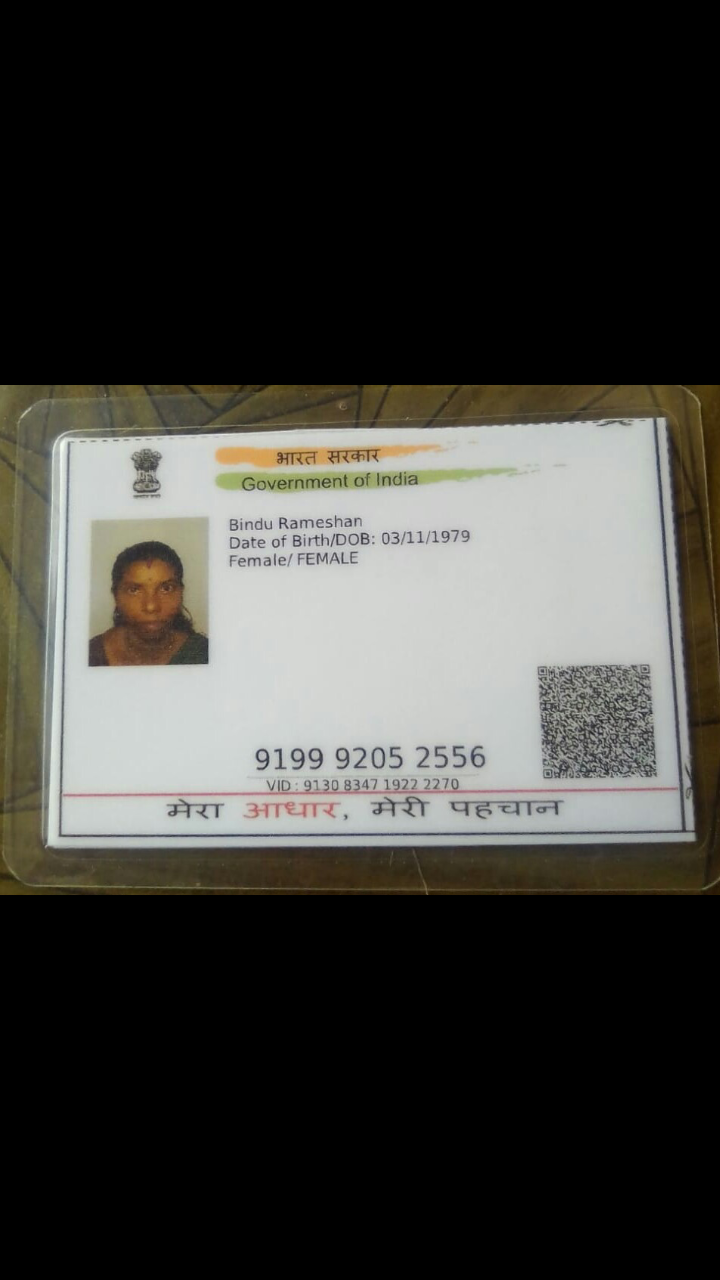 भारत सरकार
Government of India
Bindu Rameshan
Date of Birth/DOB: 03/11/1979
Female/ FEMALE
9199 9205 2556
VID : 9130 8347 1922 2270
मेरा आधार, मेरी पहचान